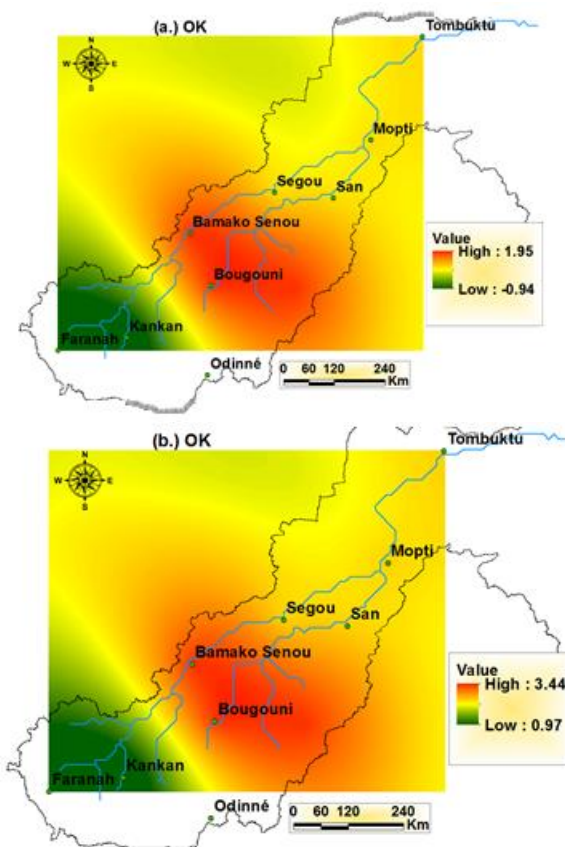 (a.) OK
Tombuktu
N
W E
S
Mopti
Segou
San
Bamako Senou
Value
High : 1.95
Low : -0.94
Bougouni
Kankan
Faranah
Odinné
0 60 120 240
Km
(b.) OK
Tombuktu
N
W E
S
Mopti
Segou
San
Bamako Senou
Value
High : 3.44
Low : 0.97
Bougouni
Kankan
Faranah
Odinné
0 60 120 240
Km